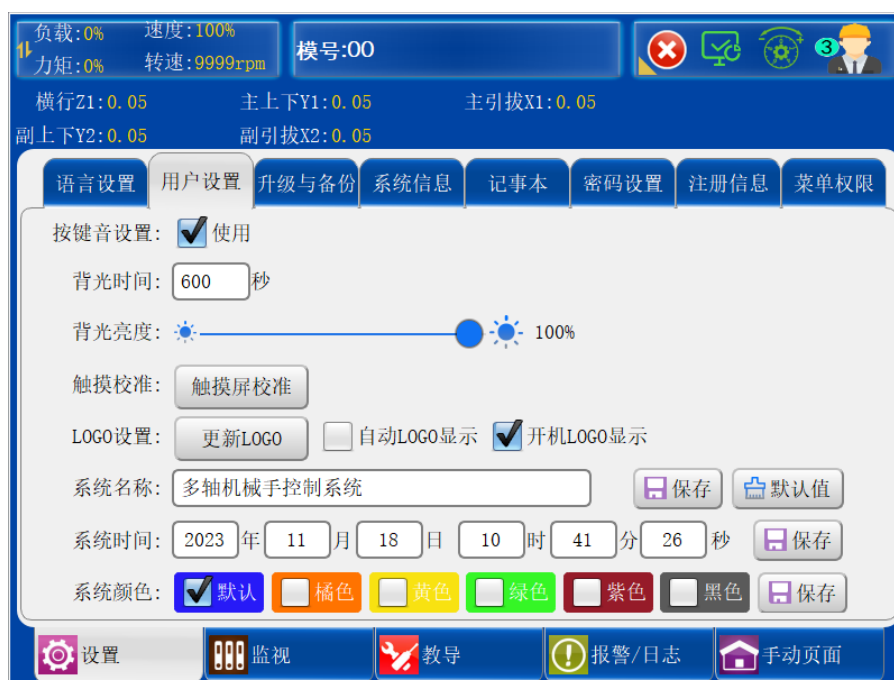 负载:0% 速度:100%
力矩:0% 转速:9999rpm
模号:00
3
横行Z1:0.05 主上下Y1:0.05 主引拔X1:0.05
副上下Y2:0.05 副引拔X2:0.05
语言设置 用户设置 升级与备份 系统信息 记事本 密码设置 注册信息 菜单权限
按键音设置: 使用
背光时间: 600 秒
背光亮度: 100%
触摸校准: 触摸屏校准
LOGO设置: 更新LOGO 自动LOGO显示 开机LOGO显示
系统名称: 多轴机械手控制系统 保存 默认值
系统时间: 2023 年 11 月 18 日 10 时 41 分 26 秒 保存
系统颜色: 默认 橘色 黄色 绿色 紫色 黑色 保存
设置 监视 教导 报警/日志 手动页面